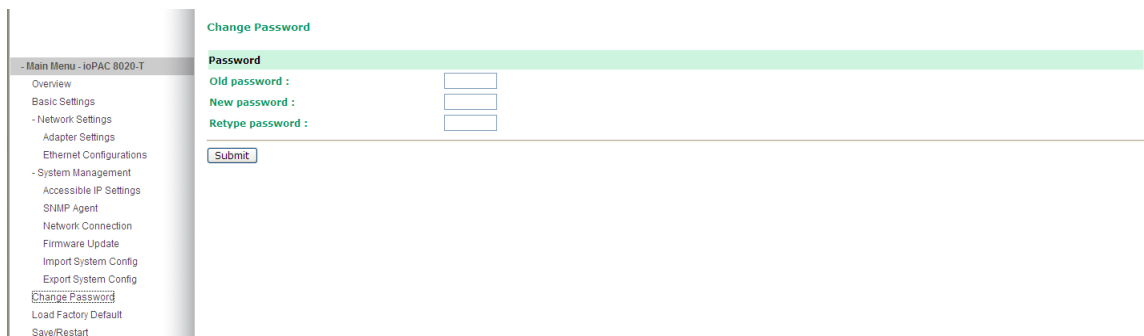 - Main Menu - ioPAC 8020-T
Overview
Basic Settings
- Network Settings
Adapter Settings
Ethernet Configurations
- System Management
Accessible IP Settings
SNMP Agent
Network Connection
Firmware Update
Import System Config
Export System Config
Change Password
Load Factory Default
Save/Restart
Change Password
Password
Old password :
New password :
Retype password :
Submit